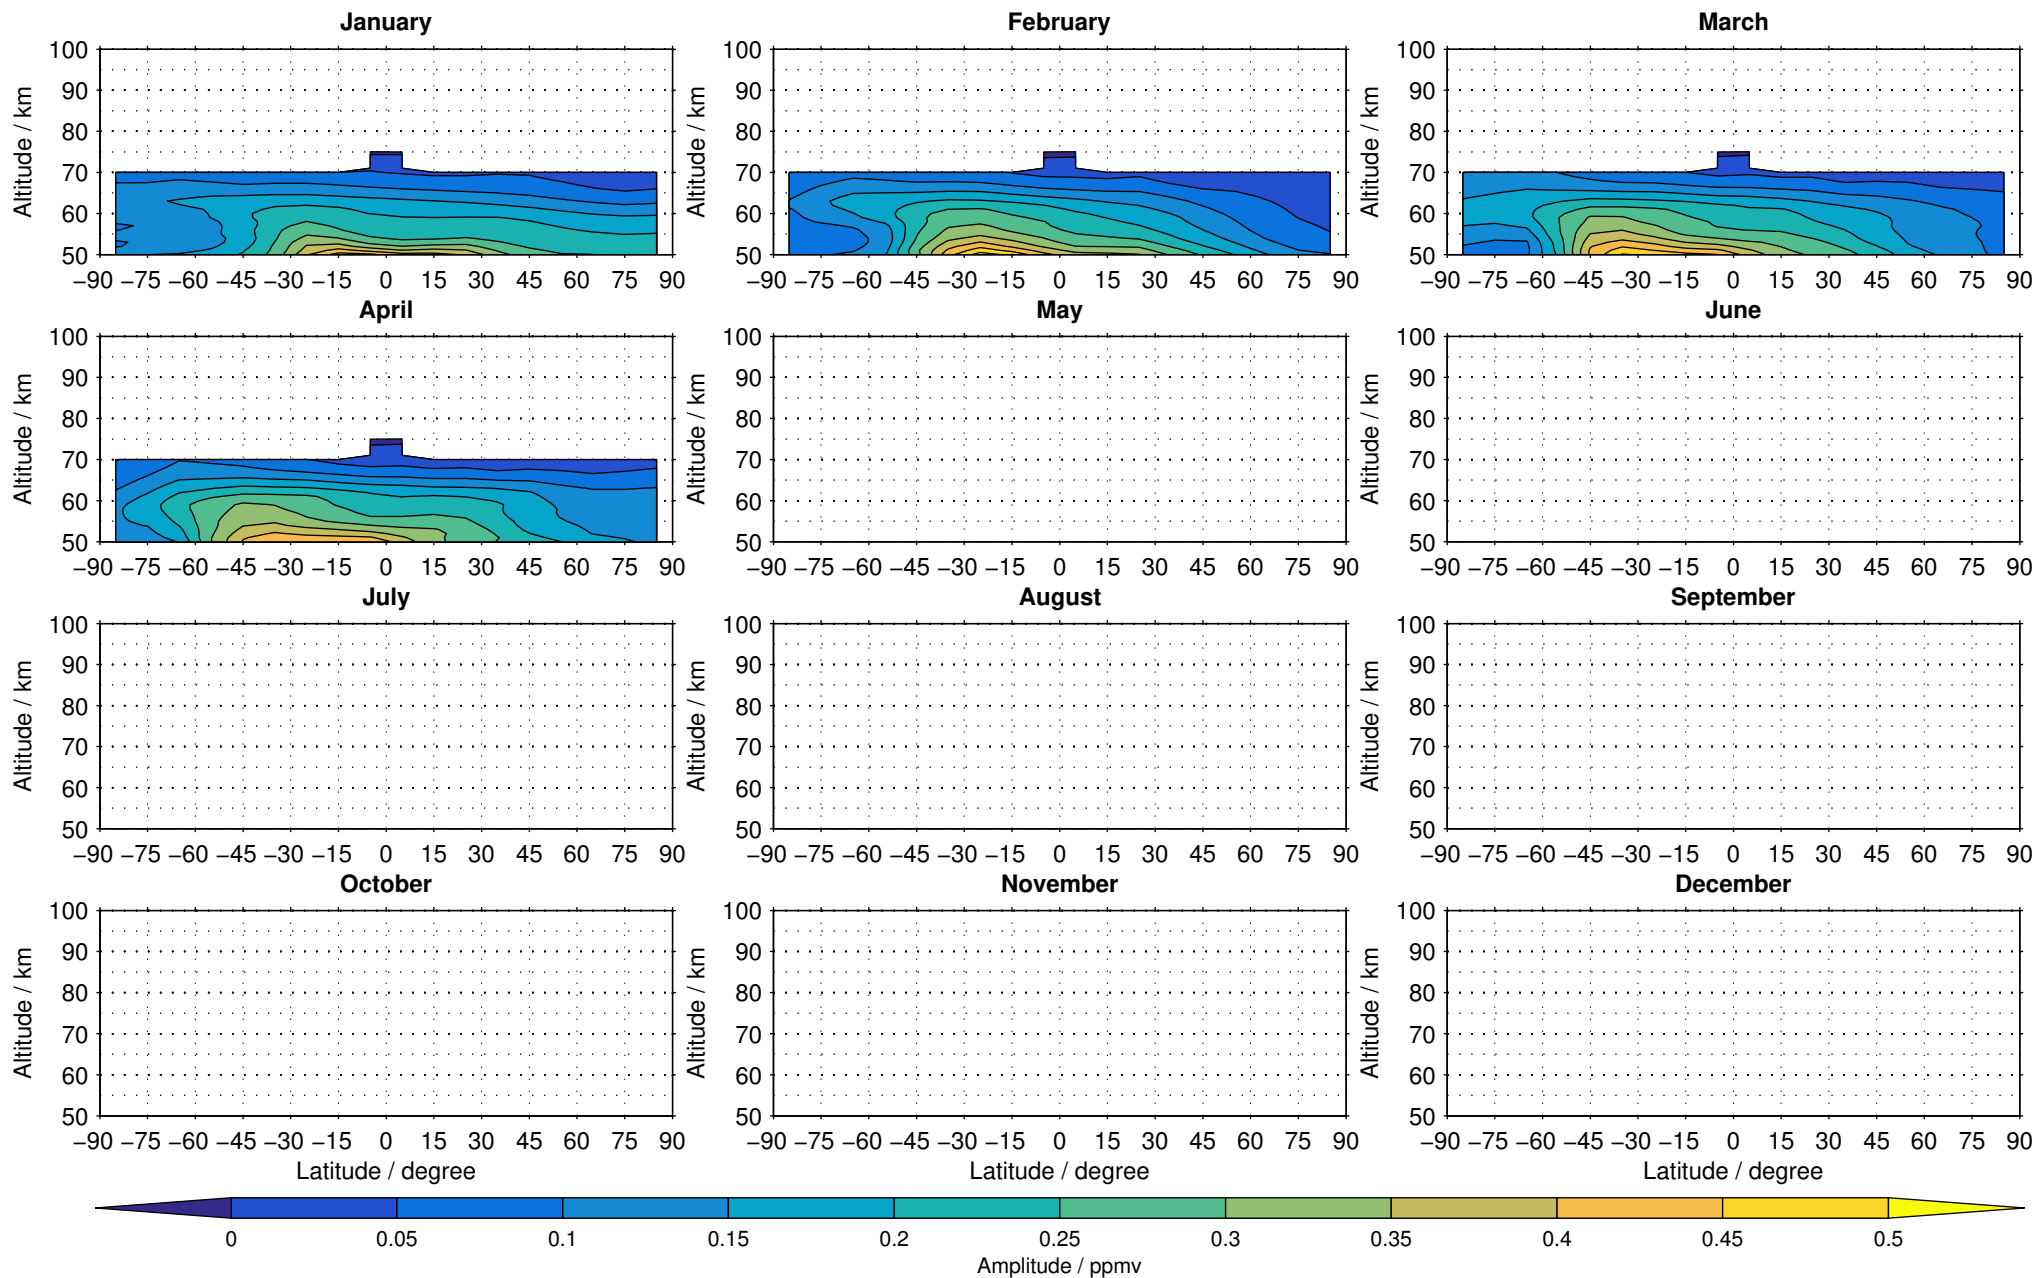 January February March
100 100 100
90 90 90
80 80 80
70 70 70
60 60 60
50 50 50
Altitude / km Altitude / km Altitude / km
−90 −75 −60 −45 −30 −15 0 15 30 45 60 75 90 −90 −75 −60 −45 −30 −15 0 15 30 45 60 75 90 −90 −75 −60 −45 −30 −15 0 15 30 45 60 75 90
April May June
100 100 100
90 90 90
80 80 80
70 70 70
60 60 60
50 50 50
Altitude / km Altitude / km Altitude / km
−90 −75 −60 −45 −30 −15 0 15 30 45 60 75 90 −90 −75 −60 −45 −30 −15 0 15 30 45 60 75 90 −90 −75 −60 −45 −30 −15 0 15 30 45 60 75 90
July August September
100 100 100
90 90 90
80 80 80
70 70 70
60 60 60
50 50 50
Altitude / km Altitude / km Altitude / km
−90 −75 −60 −45 −30 −15 0 15 30 45 60 75 90 −90 −75 −60 −45 −30 −15 0 15 30 45 60 75 90 −90 −75 −60 −45 −30 −15 0 15 30 45 60 75 90
October November December
100 100 100
90 90 90
80 80 80
70 70 70
60 60 60
50 50 50
Altitude / km Altitude / km Altitude / km
−90 −75 −60 −45 −30 −15 0 15 30 45 60 75 90 −90 −75 −60 −45 −30 −15 0 15 30 45 60 75 90 −90 −75 −60 −45 −30 −15 0 15 30 45 60 75 90
Latitude / degree Latitude / degree Latitude / degree
0 0.05 0.1 0.15 0.2 0.25 0.3 0.35 0.4 0.45 0.5
Amplitude / ppmv